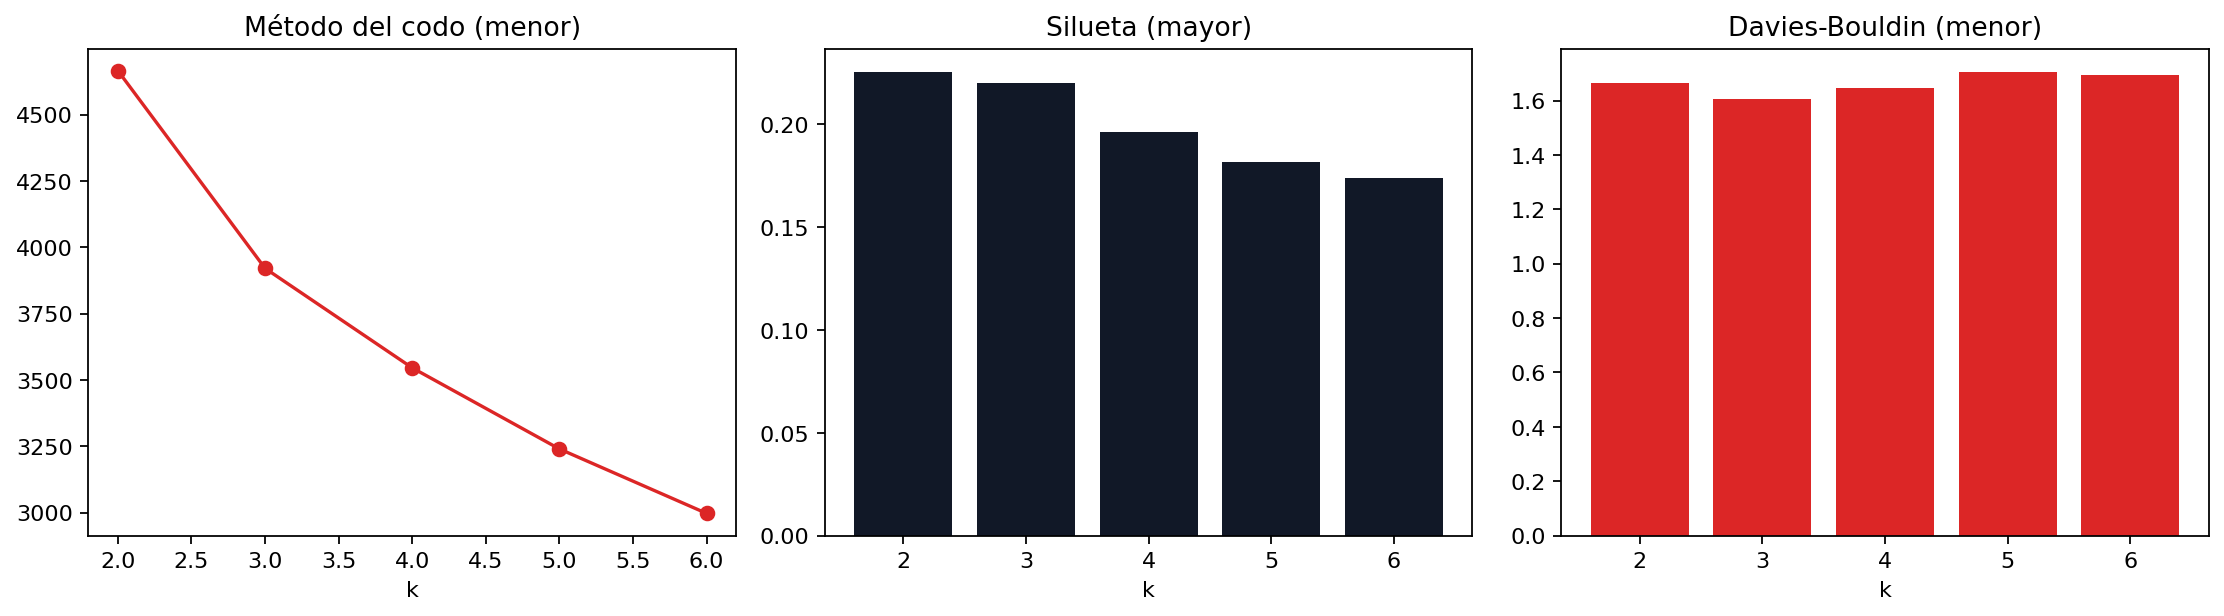 Método del codo (menor)
4500
4250
4000
3750
3500
3250
3000
2.0 2.5 3.0 3.5 4.0 4.5 5.0 5.5 6.0
k
Silueta (mayor)
0.20
0.15
0.10
0.05
0.00
2 3 4 5 6
k
Davies-Bouldin (menor)
1.6
1.4
1.2
1.0
0.8
0.6
0.4
0.2
0.0
2 3 4 5 6
k